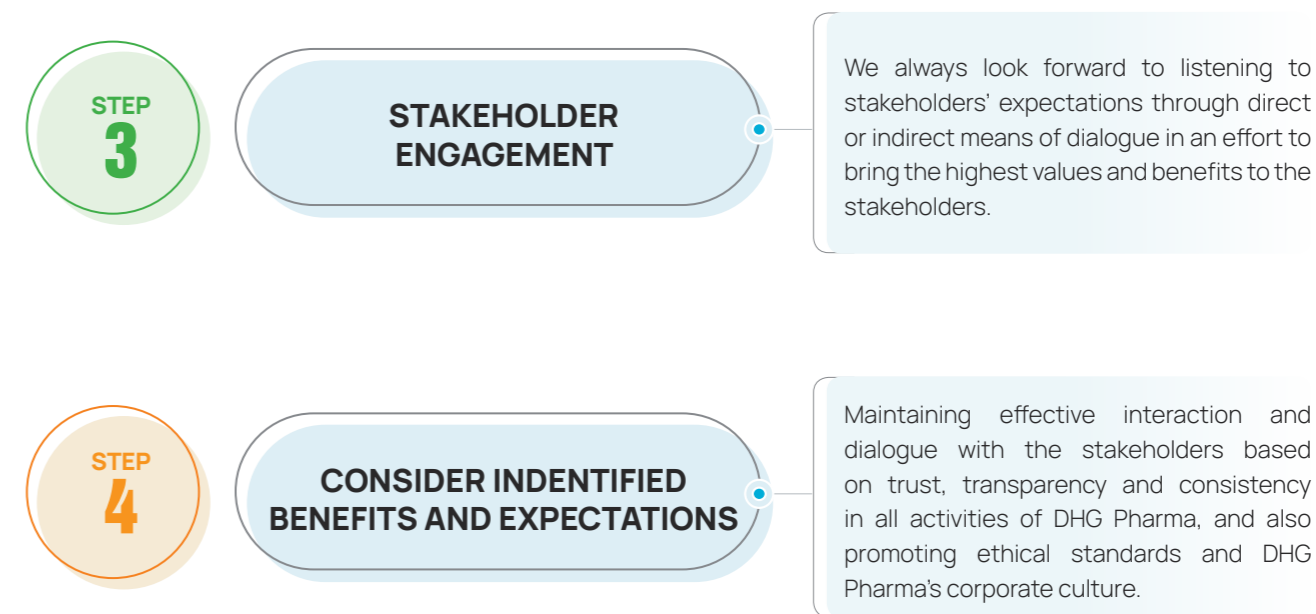 STEP
3
STAKEHOLDER
ENGAGEMENT
We always look forward to listening to
stakeholders’ expectations through direct
or indirect means of dialogue in an effort to
bring the highest values and benefits to the
stakeholders.
STEP
4
CONSIDER INDENTIFIED
BENEFITS AND EXPECTATIONS
Maintaining effective interaction and
dialogue with the stakeholders based
on trust, transparency and consistency
in all activities of DHG Pharma, and also
promoting ethical standards and DHG
Pharma’s corporate culture.